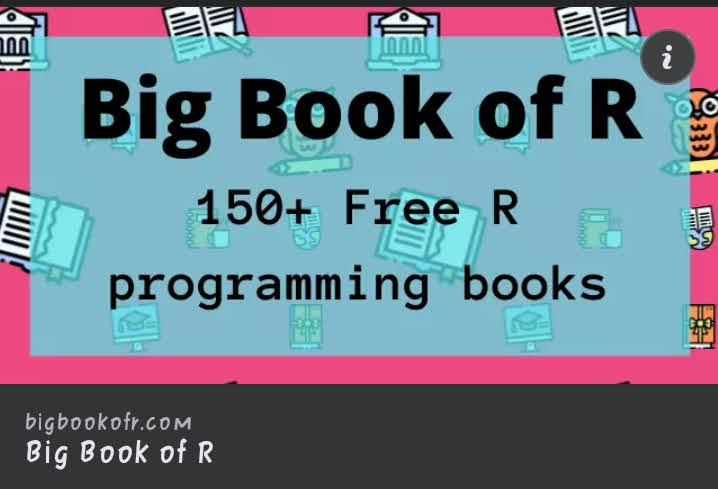 Big Book of R
150+ Free R
programming books
i
bigbookofr.com
Big Book of R